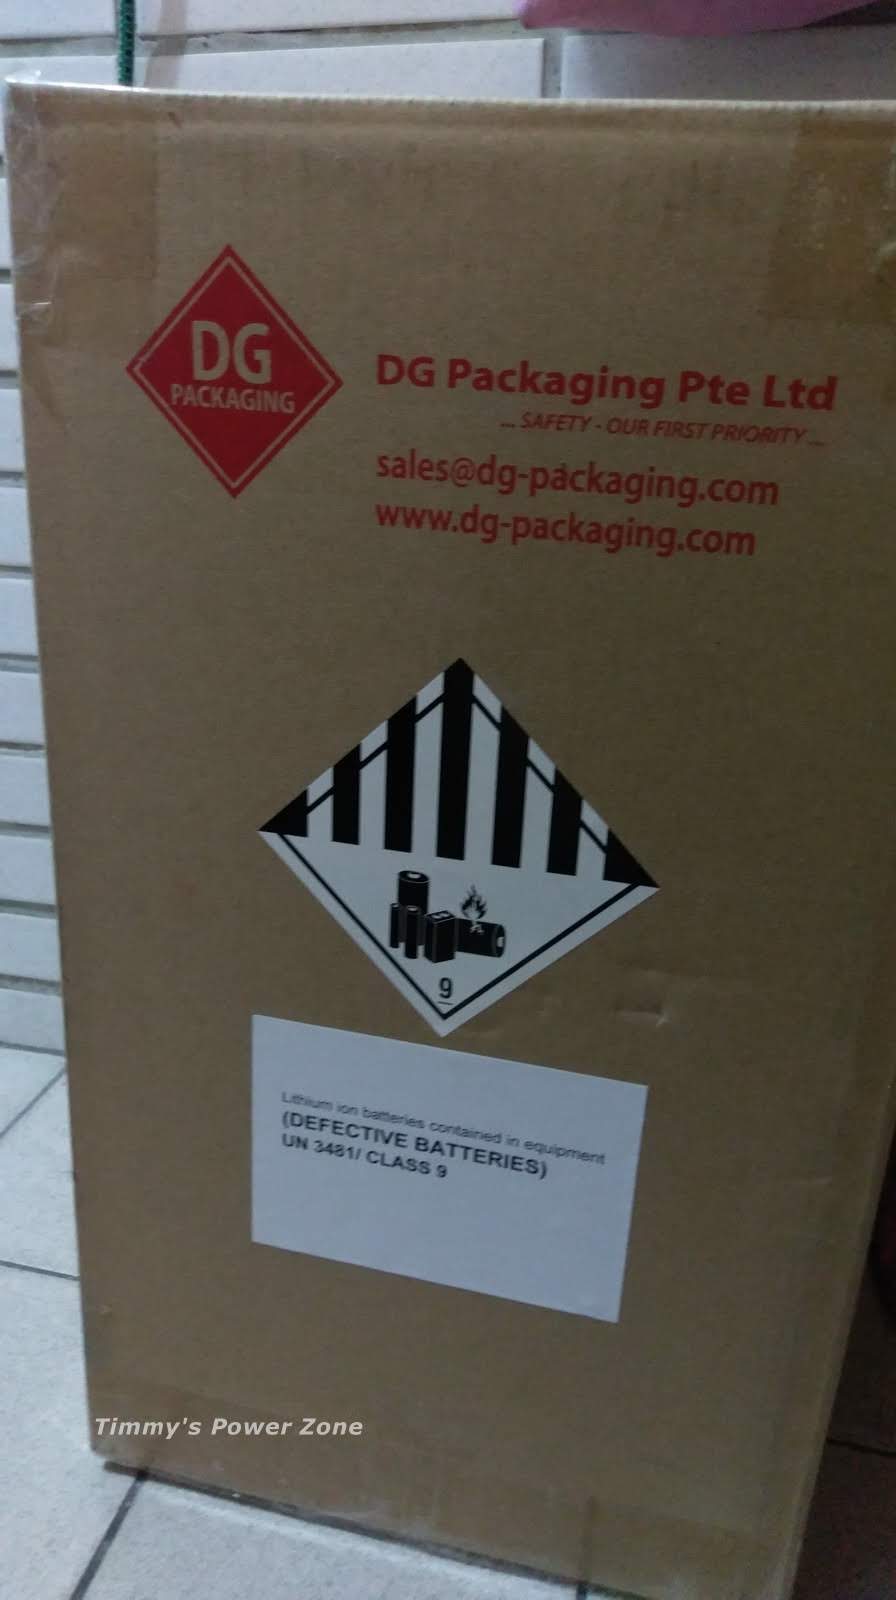 DG
PACKAGING
DG Packaging Pte Ltd
... SAFETY - OUR FIRST PRIORITY ...
sales@dg-packaging.com
www.dg-packaging.com
9
Lithium ion batteries contained in equipment
(DEFECTIVE BATTERIES)
UN 3481/ CLASS 9
Timmy's Power Zone